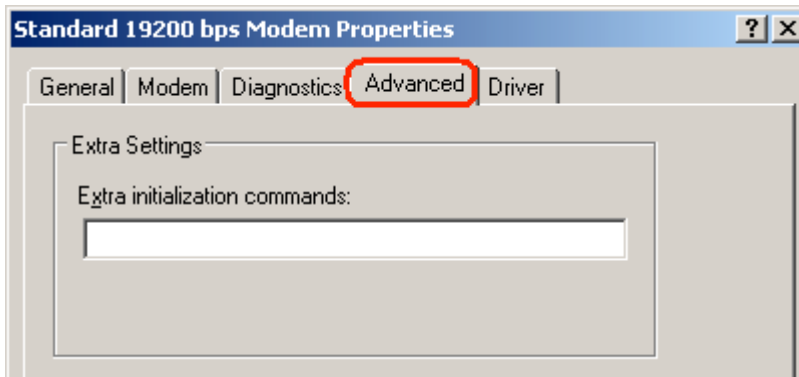 Standard 19200 bps Modem Properties
General Modem Diagnostics Advanced Driver
Extra Settings
Extra initialization commands: